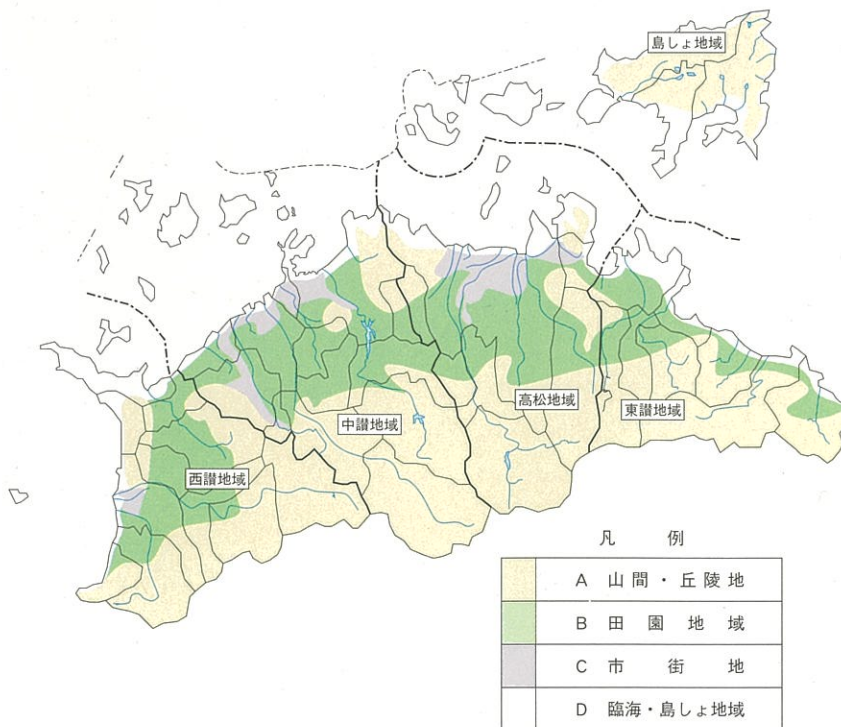 島しょ地域
高松地域
東讃地域
中讃地域
西讃地域
凡例
A 山間・丘陵地
B 田園地域
C 市街地
D 臨海・島しょ地域